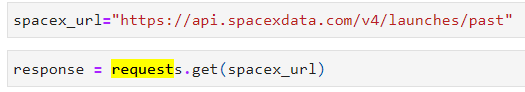 spacex_url="https://api.spacexdata.com/v4/launches/past"
response = requests.get(spacex_url)